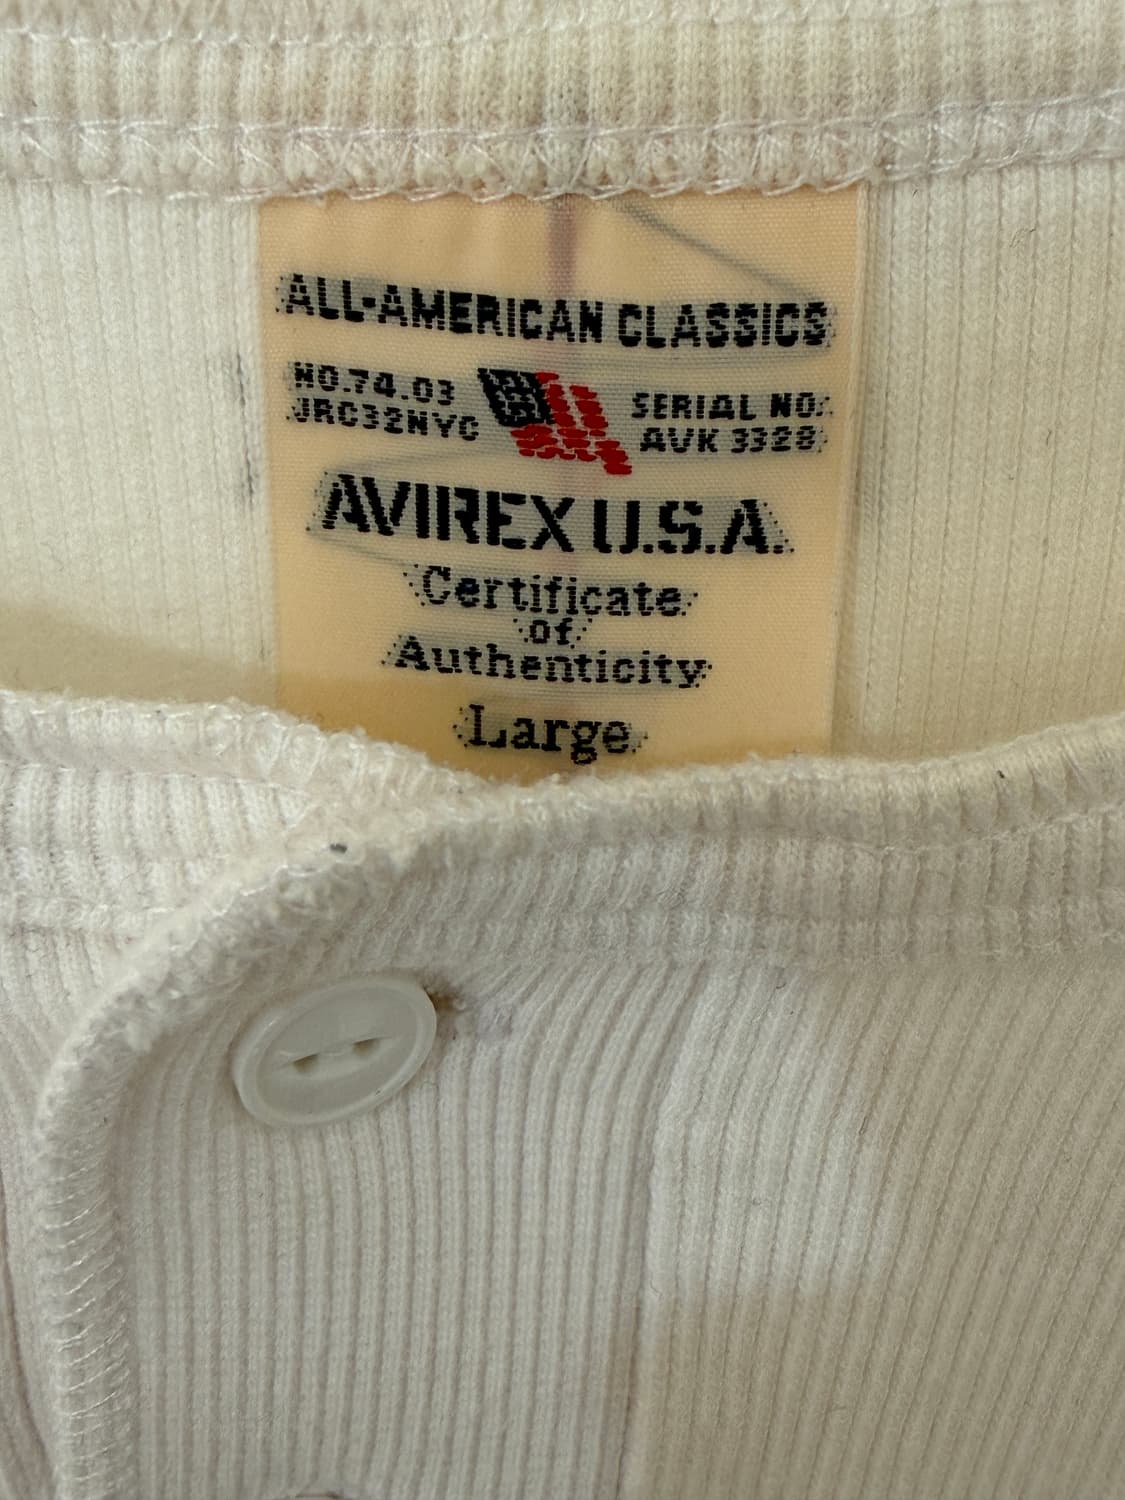 ALL-AMERICAN CLASSICS
NO.74.03
JRC32NYC
SERIAL NO.
AVK 3328
AVIREX U.S.A.
Certificate
of
Authenticity
Large